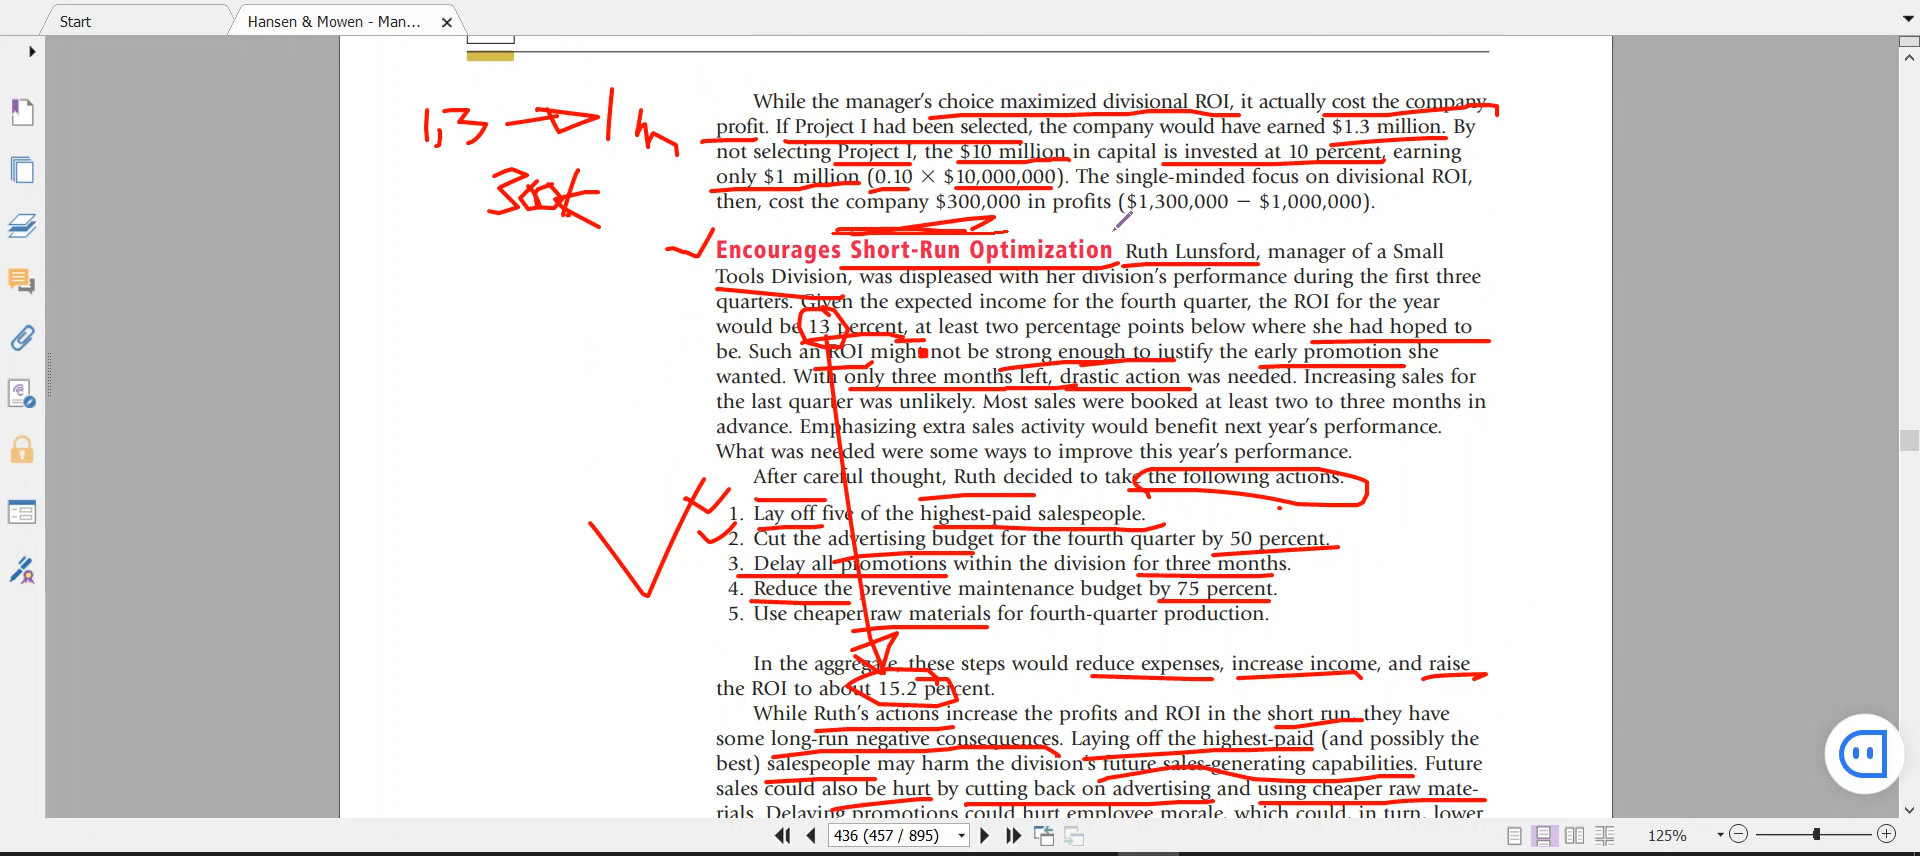 Start
Hansen & Mowen - Man...
While the manager's choice maximized divisional ROI, it actually cost the company
profit. If Project I had been selected, the company would have earned $1.3 million. By
not selecting Project I, the $10 million in capital is invested at 10 percent, earning
only $1 million (0.10 × $10,000,000). The single-minded focus on divisional ROI,
then, cost the company $300,000 in profits ($1,300,000 − $1,000,000).
1,3 1 m
300k
Encourages Short-Run Optimization Ruth Lunsford, manager of a Small
Tools Division, was displeased with her division's performance during the first three
quarters. Given the expected income for the fourth quarter, the ROI for the year
would be 13 percent, at least two percentage points below where she had hoped to
be. Such an ROI might not be strong enough to justify the early promotion she
wanted. With only three months left, drastic action was needed. Increasing sales for
the last quarter was unlikely. Most sales were booked at least two to three months in
advance. Emphasizing extra sales activity would benefit next year's performance.
What was needed were some ways to improve this year's performance.
After careful thought, Ruth decided to take the following actions:
1. Lay off five of the highest-paid salespeople.
2. Cut the advertising budget for the fourth quarter by 50 percent.
3. Delay all promotions within the division for three months.
4. Reduce the preventive maintenance budget by 75 percent.
5. Use cheaper raw materials for fourth-quarter production.
In the aggregate, these steps would reduce expenses, increase income, and raise
the ROI to about 15.2 percent.
While Ruth's actions increase the profits and ROI in the short run, they have
some long-run negative consequences. Laying off the highest-paid (and possibly the
best) salespeople may harm the division's future sales-generating capabilities. Future
sales could also be hurt by cutting back on advertising and using cheaper raw mate-
rials. Delaying promotions could hurt employee morale, which could, in turn, lower
436 (457 / 895)
125%